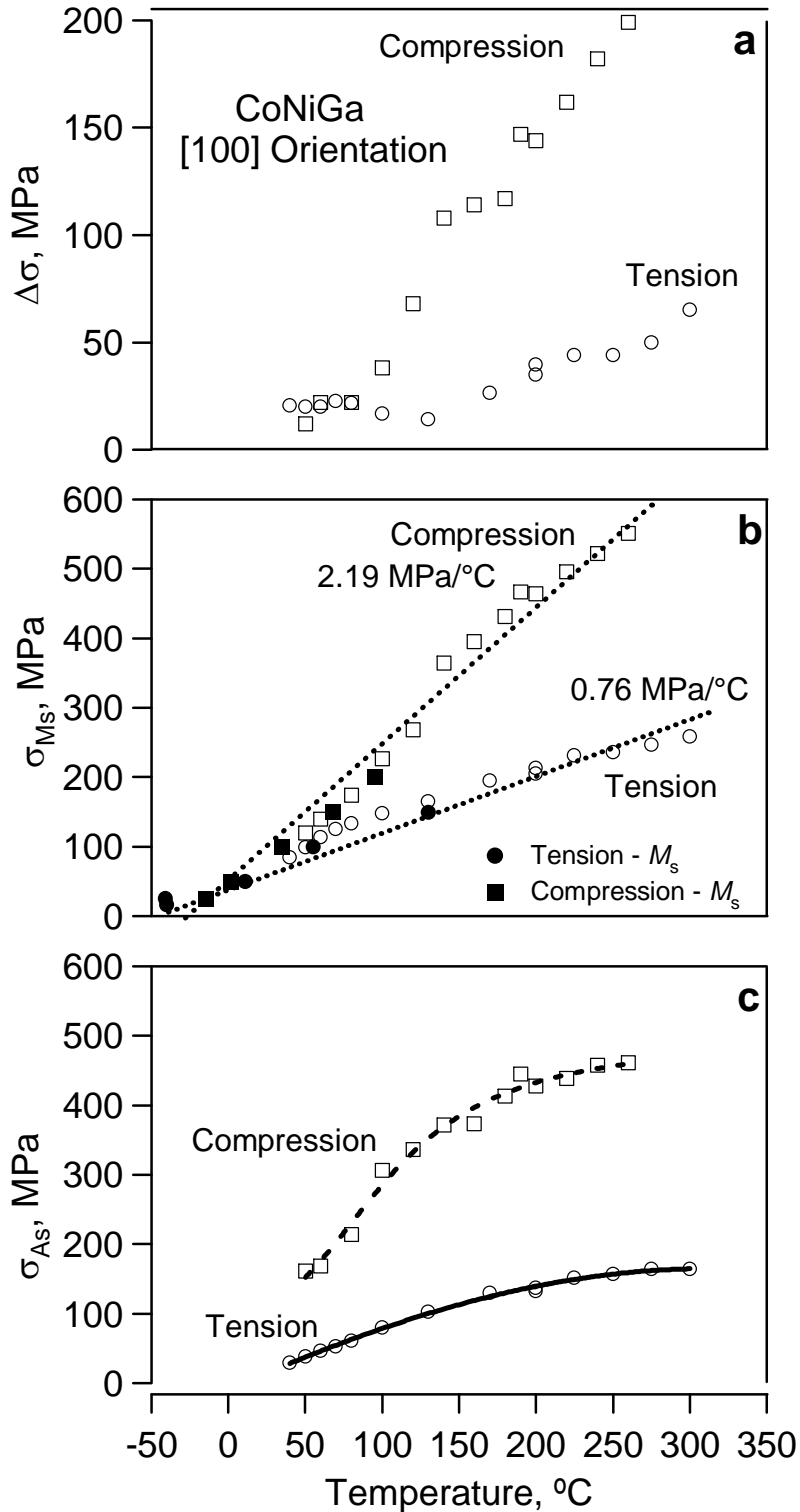 200
150
100
50
0
Δσ, MPa
a
Compression
CoNiGa
[100] Orientation
Tension
600
500
400
300
200
100
0
σMs, MPa
b
Compression
2.19 MPa/°C
0.76 MPa/°C
Tension
Tension - Ms
Compression - Ms
600
500
400
300
200
100
0
σAs, MPa
c
Compression
Tension
-50 0 50 100 150 200 250 300 350
Temperature, ºC